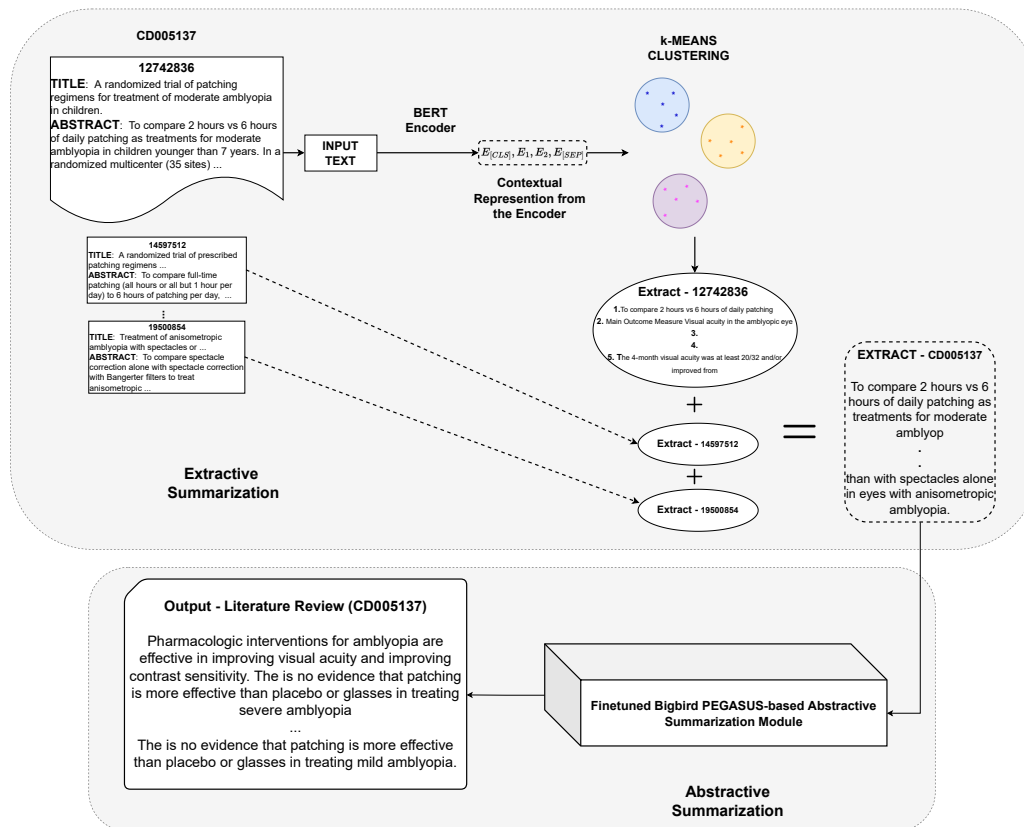 CD005137
12742836
TITLE: A randomized trial of patching
regimens for treatment of moderate amblyopia
in children.
ABSTRACT: To compare 2 hours vs 6 hours
of daily patching as treatments for moderate
amblyopia in children younger than 7 years. In a
randomized multicenter (35 sites) ...
INPUT
TEXT
BERT
Encoder
E[CLS], E1, E2, E[SEP]
Contextual
Represention from
the Encoder
k-MEANS
CLUSTERING
14597512
TITLE: A randomized trial of prescribed
patching regimens ...
ABSTRACT: To compare full-time
patching (all hours or all but 1 hour per
day) to 6 hours of patching per day, ...
19500854
TITLE: Treatment of anisometropic
amblyopia with spectacles or ...
ABSTRACT: To compare spectacle
correction alone with spectacle correction
with Bangerter filters to treat
anisometropic ...
Extract - 12742836
1.To compare 2 hours vs 6 hours of daily patching
2. Main Outcome Measure Visual acuity in the amblyopic eye
3.
4.
5. The 4-month visual acuity was at least 20/32 and/or
improved from
+
Extract - 14597512
+
Extract - 19500854
=
EXTRACT - CD005137
To compare 2 hours vs 6
hours of daily patching as
treatments for moderate
amblyop
.
.
than with spectacles alone
in eyes with anisometropic
amblyopia.
Extractive
Summarization
Output - Literature Review (CD005137)
Pharmacologic interventions for amblyopia are
effective in improving visual acuity and improving
contrast sensitivity. The is no evidence that patching
is more effective than placebo or glasses in treating
severe amblyopia
...
The is no evidence that patching is more effective
than placebo or glasses in treating mild amblyopia.
Finetuned Bigbird PEGASUS-based Abstractive
Summarization Module
Abstractive
Summarization